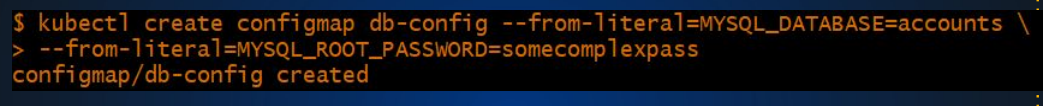 $ kubectl create configmap db-config --from-literal=MYSQL_DATABASE=accounts \
> --from-literal=MYSQL_ROOT_PASSWORD=somecomplexpass
configmap/db-config created